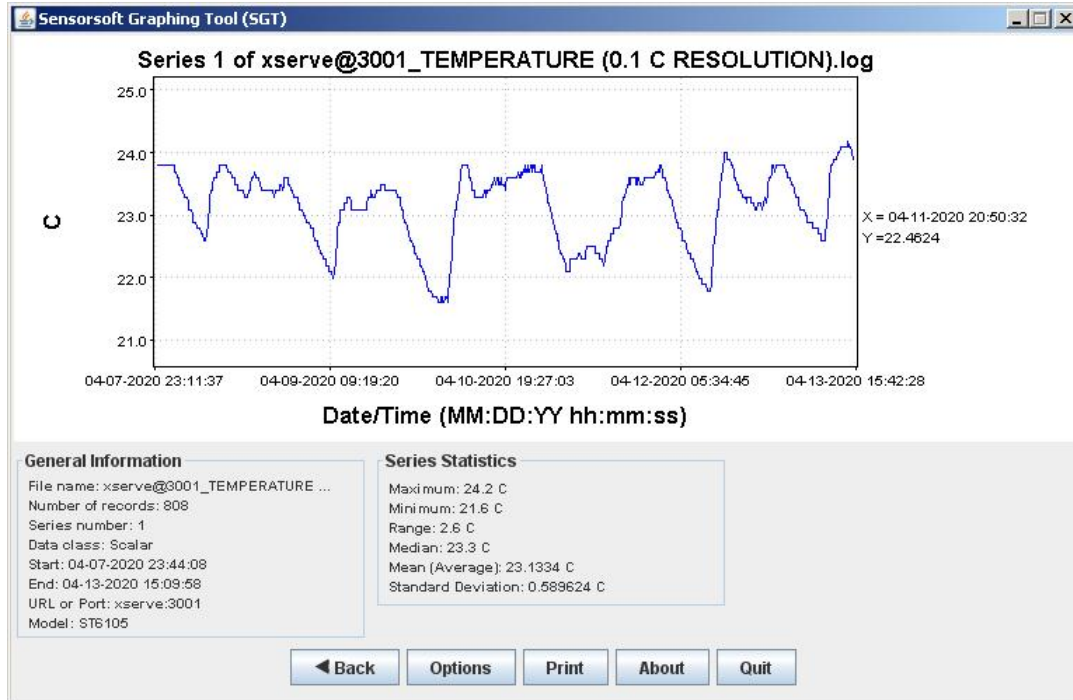 Sensorsoft Graphing Tool (SGT)
Series 1 of xserve@3001_TEMPERATURE (0.1 C RESOLUTION).log
25.0
24.0
23.0
22.0
21.0
C
X = 04-11-2020 20:50:32
Y =22.4624
04-07-2020 23:11:37
04-09-2020 09:19:20
04-10-2020 19:27:03
04-12-2020 05:34:45
04-13-2020 15:42:28
Date/Time (MM:DD:YY hh:mm:ss)
General Information
File name: xserve@3001_TEMPERATURE ...
Number of records: 808
Series number: 1
Data class: Scalar
Start: 04-07-2020 23:44:08
End: 04-13-2020 15:09:58
URL or Port: xserve:3001
Model: ST6105
Series Statistics
Maximum: 24.2 C
Minimum: 21.6 C
Range: 2.6 C
Median: 23.3 C
Mean (Average): 23.1334 C
Standard Deviation: 0.589624 C
Back
Options
Print
About
Quit